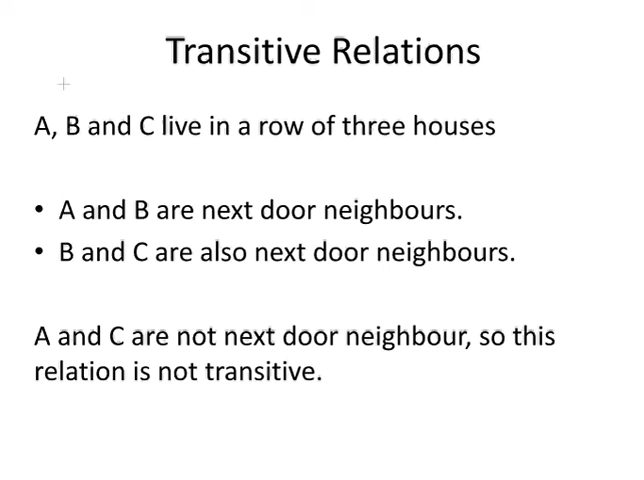 Transitive Relations
A, B and C live in a row of three houses
• A and B are next door neighbours.
• B and C are also next door neighbours.
A and C are not next door neighbour, so this
relation is not transitive.